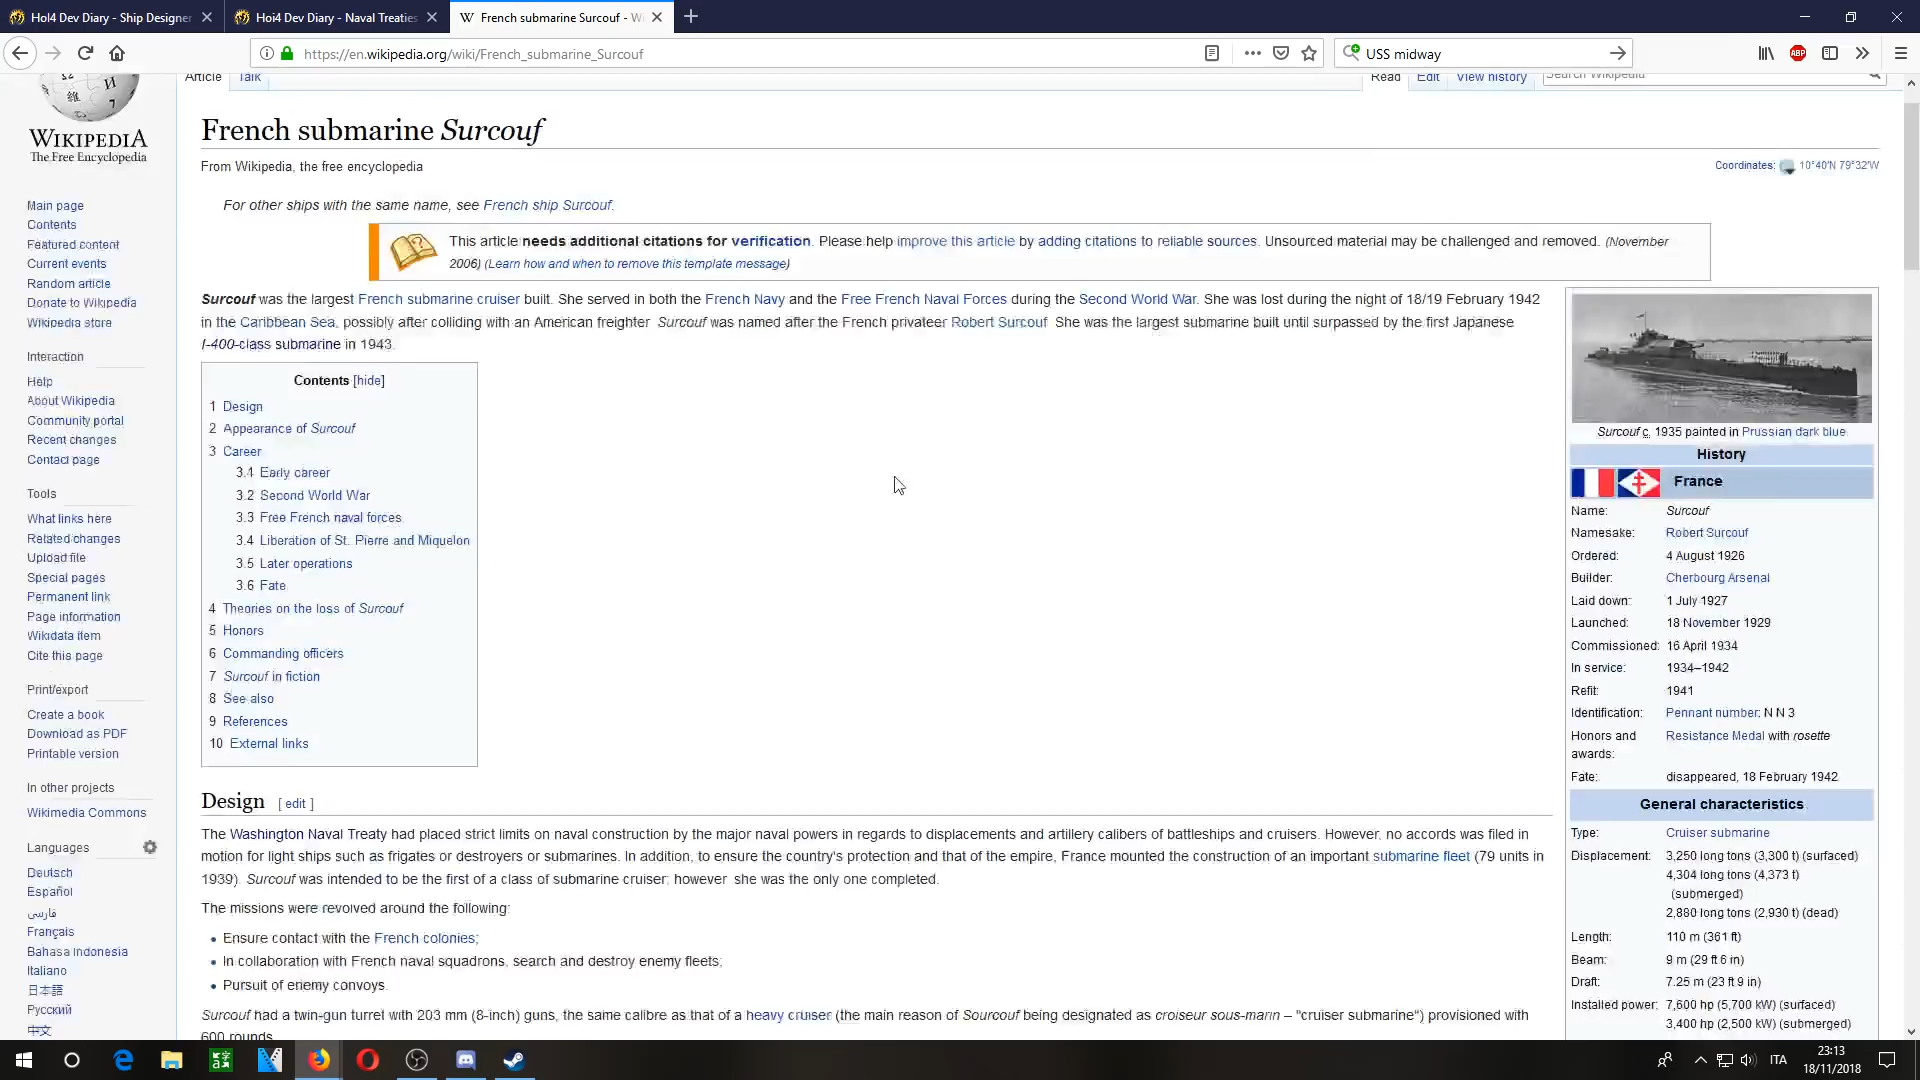 HoI4 Dev Diary - Ship Designer
HoI4 Dev Diary - Naval Treaties
French submarine Surcouf - Wi
https://en.wikipedia.org/wiki/French_submarine_Surcouf
USS midway
WIKIPEDIA
The Free Encyclopedia
Main page
Contents
Featured content
Current events
Random article
Donate to Wikipedia
Wikipedia store
Interaction
Help
About Wikipedia
Community portal
Recent changes
Contact page
Tools
What links here
Related changes
Upload file
Special pages
Permanent link
Page information
Wikidata item
Cite this page
Print/export
Create a book
Download as PDF
Printable version
In other projects
Wikimedia Commons
Languages
Deutsch
Español
فارسی
Français
Bahasa Indonesia
Italiano
日本語
Русский
中文
Article Talk
Read Edit View history
Search Wikipedia
French submarine Surcouf
From Wikipedia, the free encyclopedia
Coordinates: 10°40′N 79°32′W
For other ships with the same name, see French ship Surcouf.
This article needs additional citations for verification. Please help improve this article by adding citations to reliable sources. Unsourced material may be challenged and removed. (November
2006) (Learn how and when to remove this template message)
Surcouf was the largest French submarine cruiser built. She served in both the French Navy and the Free French Naval Forces during the Second World War. She was lost during the night of 18/19 February 1942
in the Caribbean Sea, possibly after colliding with an American freighter Surcouf was named after the French privateer Robert Surcouf She was the largest submarine built until surpassed by the first Japanese
I-400-class submarine in 1943.
Contents [hide]
1 Design
2 Appearance of Surcouf
3 Career
3.4 Early career
3.2 Second World War
3.3 Free French naval forces
3.4 Liberation of St. Pierre and Miquelon
3.5 Later operations
3.6 Fate
4 Theories on the loss of Surcouf
5 Honors
6 Commanding officers
7 Surcouf in fiction
8 See also
9 References
10 External links
Design [ edit ]
The Washington Naval Treaty had placed strict limits on naval construction by the major naval powers in regards to displacements and artillery calibers of battleships and cruisers. However, no accords was filed in
motion for light ships such as frigates or destroyers or submarines. In addition, to ensure the country's protection and that of the empire, France mounted the construction of an important submarine fleet (79 units in
1939). Surcouf was intended to be the first of a class of submarine cruiser; however she was the only one completed.
The missions were revolved around the following:
• Ensure contact with the French colonies;
• In collaboration with French naval squadrons, search and destroy enemy fleets;
• Pursuit of enemy convoys.
Surcouf had a twin-gun turret with 203 mm (8-inch) guns, the same calibre as that of a heavy cruiser (the main reason of Sourcouf being designated as croiseur sous-marin – "cruiser submarine") provisioned with
600 rounds
Surcouf c. 1935 painted in Prussian dark blue
History
France
Name: Surcouf
Namesake: Robert Surcouf
Ordered: 4 August 1926
Builder: Cherbourg Arsenal
Laid down: 1 July 1927
Launched: 18 November 1929
Commissioned: 16 April 1934
In service: 1934–1942
Refit: 1941
Identification: Pennant number: N N 3
Honors and Resistance Medal with rosette
awards:
Fate: disappeared, 18 February 1942
General characteristics
Type: Cruiser submarine
Displacement: 3,250 long tons (3,300 t) (surfaced)
4,304 long tons (4,373 t)
(submerged)
2,880 long tons (2,930 t) (dead)
Length: 110 m (361 ft)
Beam: 9 m (29 ft 6 in)
Draft: 7.25 m (23 ft 9 in)
Installed power: 7,600 hp (5,700 kW) (surfaced)
3,400 hp (2,500 kW) (submerged)
ABP
ITA
23:13
18/11/2018